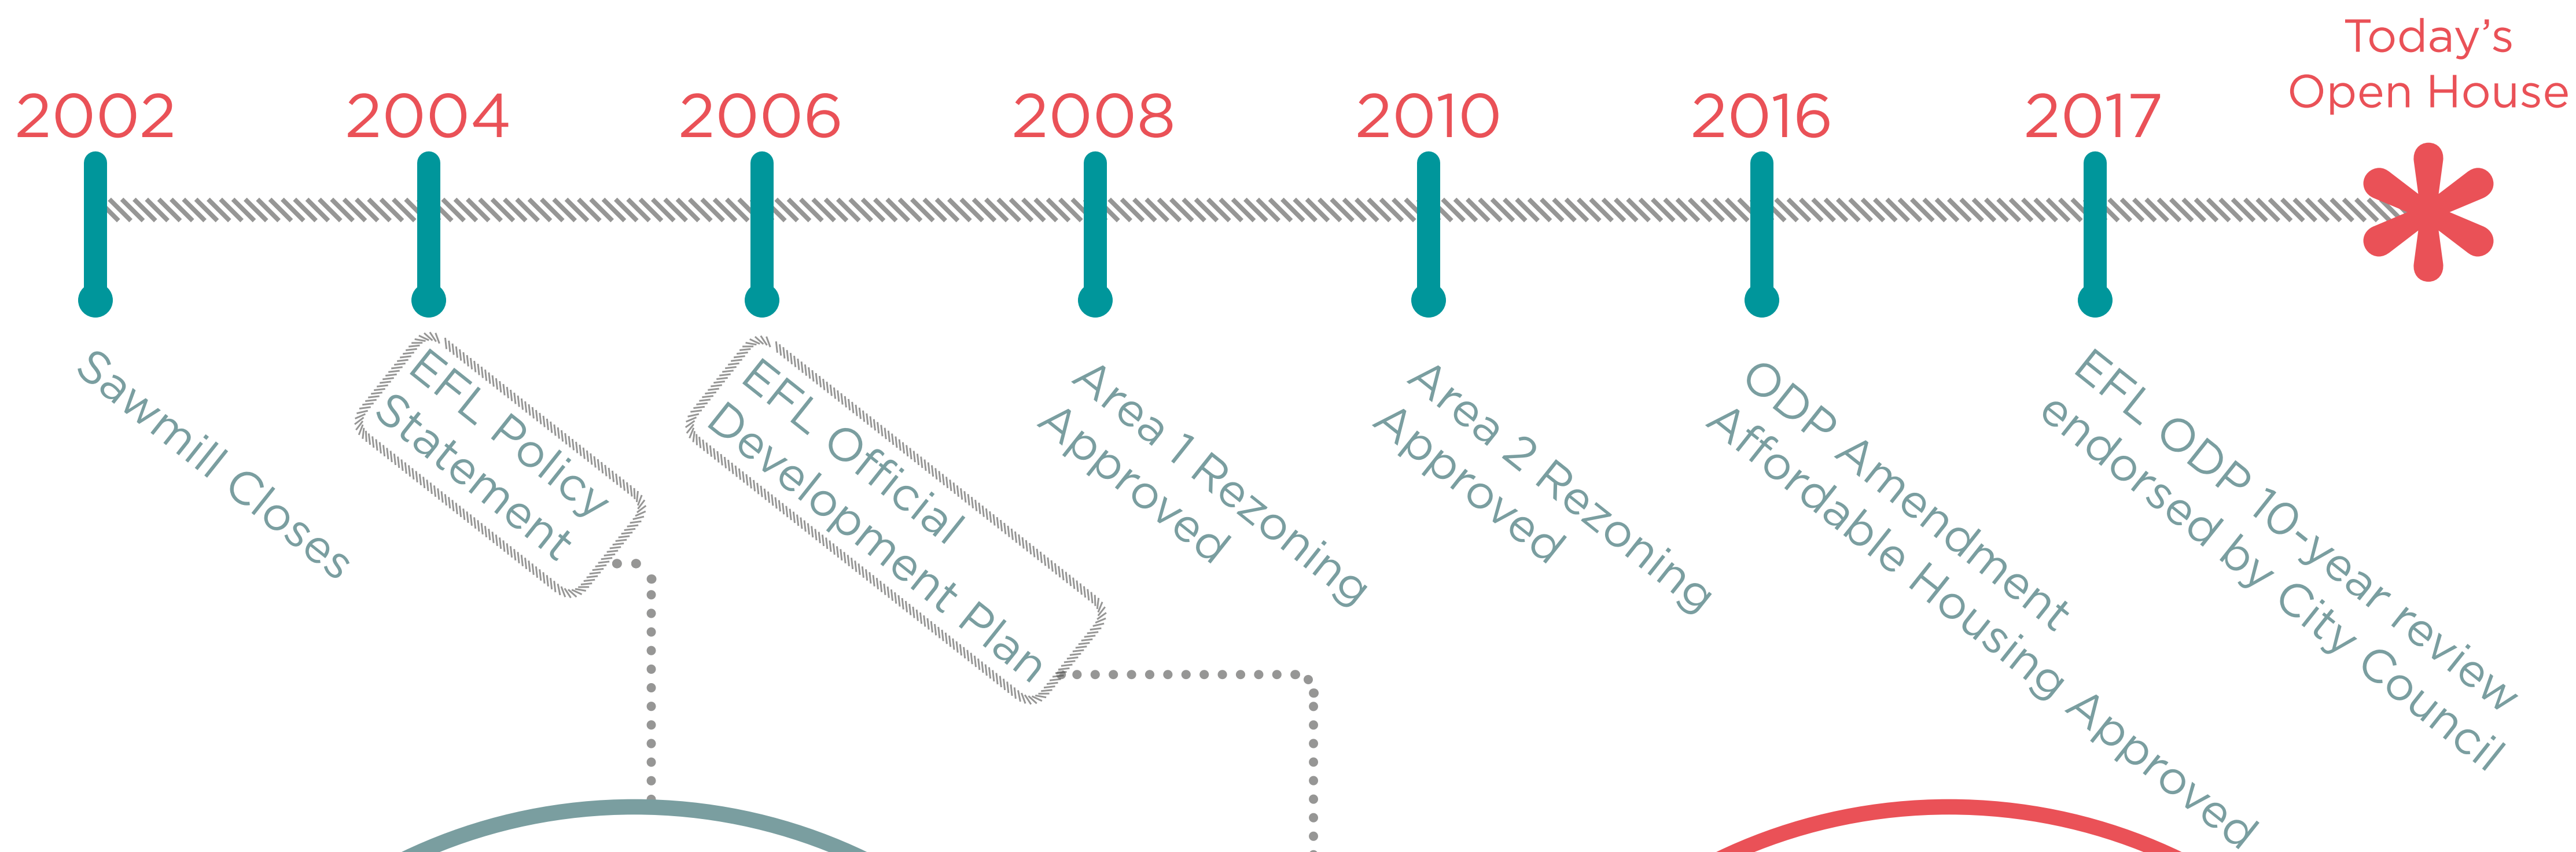 Today's
Open House
2002
2004
2006
2008
2010
2016
2017
Sawmill Closes
EFL Policy
Statement
EFL Official
Development Plan
Area 1 Rezoning
Approved
Area 2 Rezoning
Approved
ODP Amendment
Affordable Housing Approved
EFL ODP 10-year review
endorsed by City Council